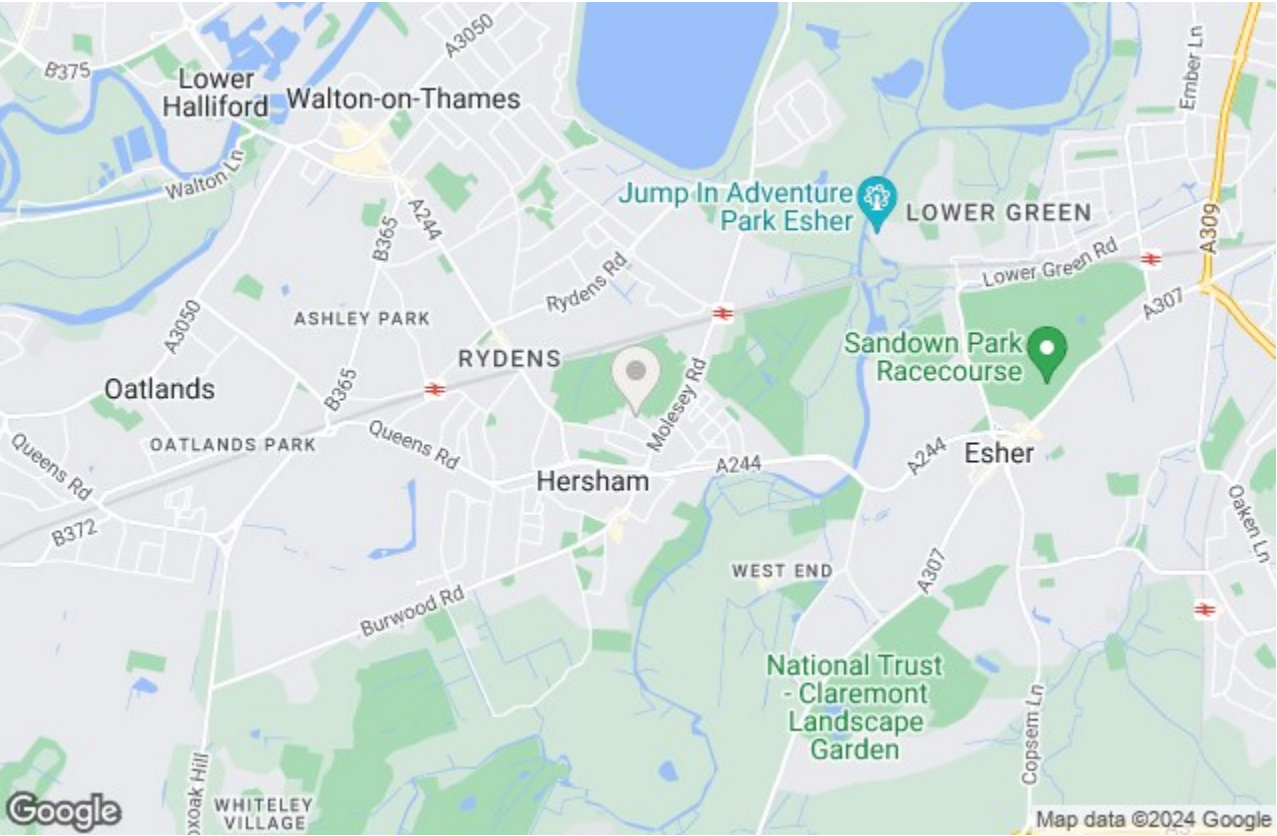 A3050
B375
Lower
Halliford
Walton-on-Thames
Ember Ln
Walton Ln
Jump In Adventure
Park Esher
LOWER GREEN
A244
B365
A309
Lower Green Rd
Rydens Rd
A307
A3050
ASHLEY PARK
RYDENS
Sandown Park
Racecourse
Oatlands
B365
Molesey Rd
OATLANDS PARK
Queens Rd
Queens Rd
Hersham
A244
A244
Esher
Oaken Ln
B372
WEST END
A307
Burwood Rd
National Trust
- Claremont
Landscape
Garden
Copsem Ln
oxoak Hill
WHITELEY
VILLAGE
Google
Map data ©2024 Google